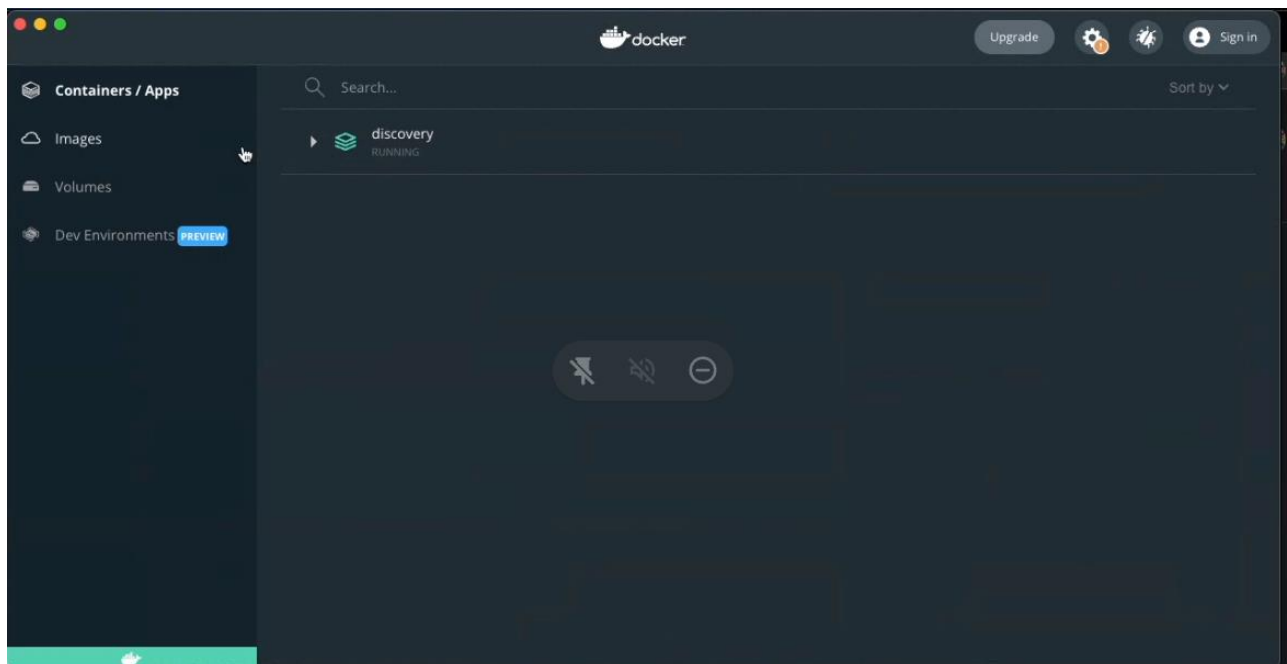 docker
Upgrade
Sign in
Containers / Apps
Images
Volumes
Dev Environments PREVIEW
Search...
Sort by
discovery
RUNNING